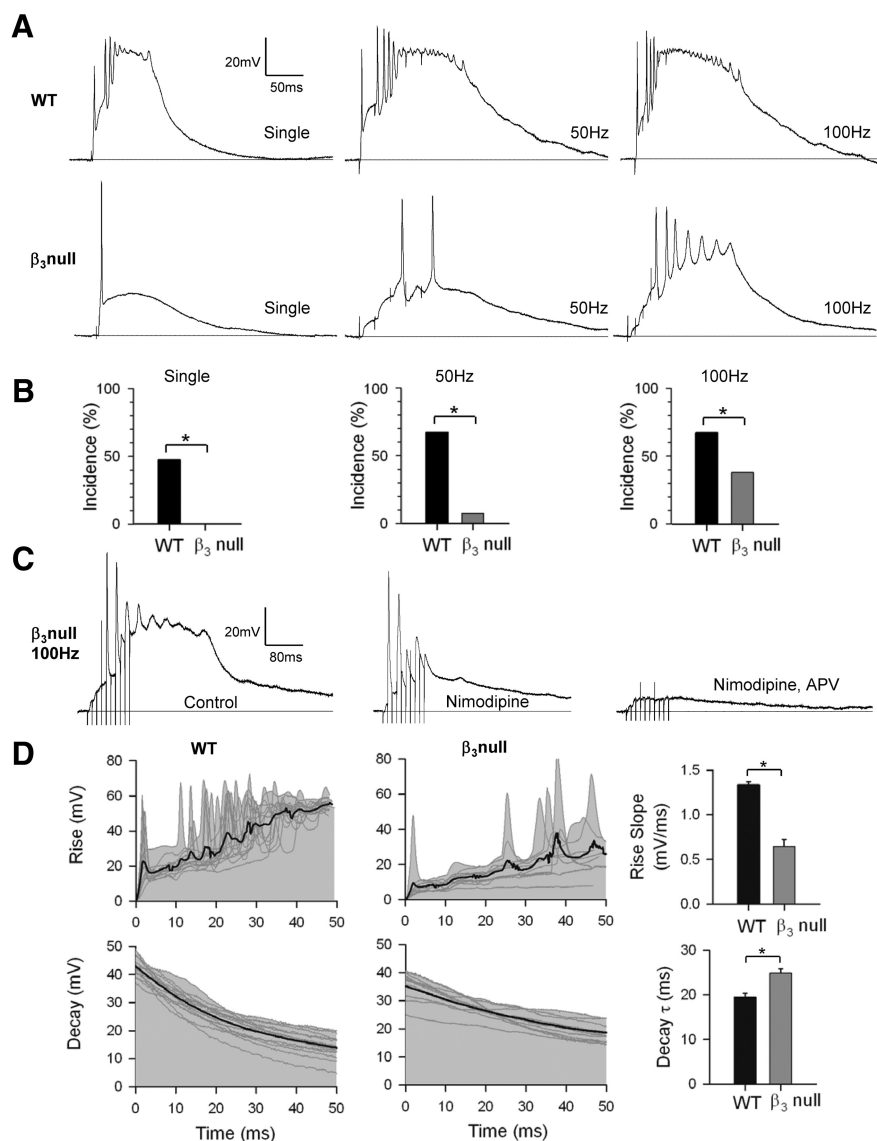 A
WT
20mV
50ms
Single
50Hz
100Hz
β3null
Single
50Hz
100Hz
B
Single
50Hz
100Hz
Incidence (%)
100
50
0
*
WT
β3 null
Incidence (%)
100
50
0
*
WT
β3 null
Incidence (%)
100
50
0
*
WT
β3 null
C
β3null
100Hz
20mV
80ms
Control
Nimodipine
Nimodipine, APV
D
WT
β3null
Rise (mV)
80
60
40
20
0
0 10 20 30 40 50
80
60
40
20
0
0 10 20 30 40 50
Rise Slope
(mV/ms)
1.5
1.0
0.5
0.0
*
WT
β3 null
Decay (mV)
50
40
30
20
10
0
0 10 20 30 40 50
Time (ms)
50
40
30
20
10
0
0 10 20 30 40 50
Time (ms)
Decay τ (ms)
30
20
10
0
*
WT
β3 null